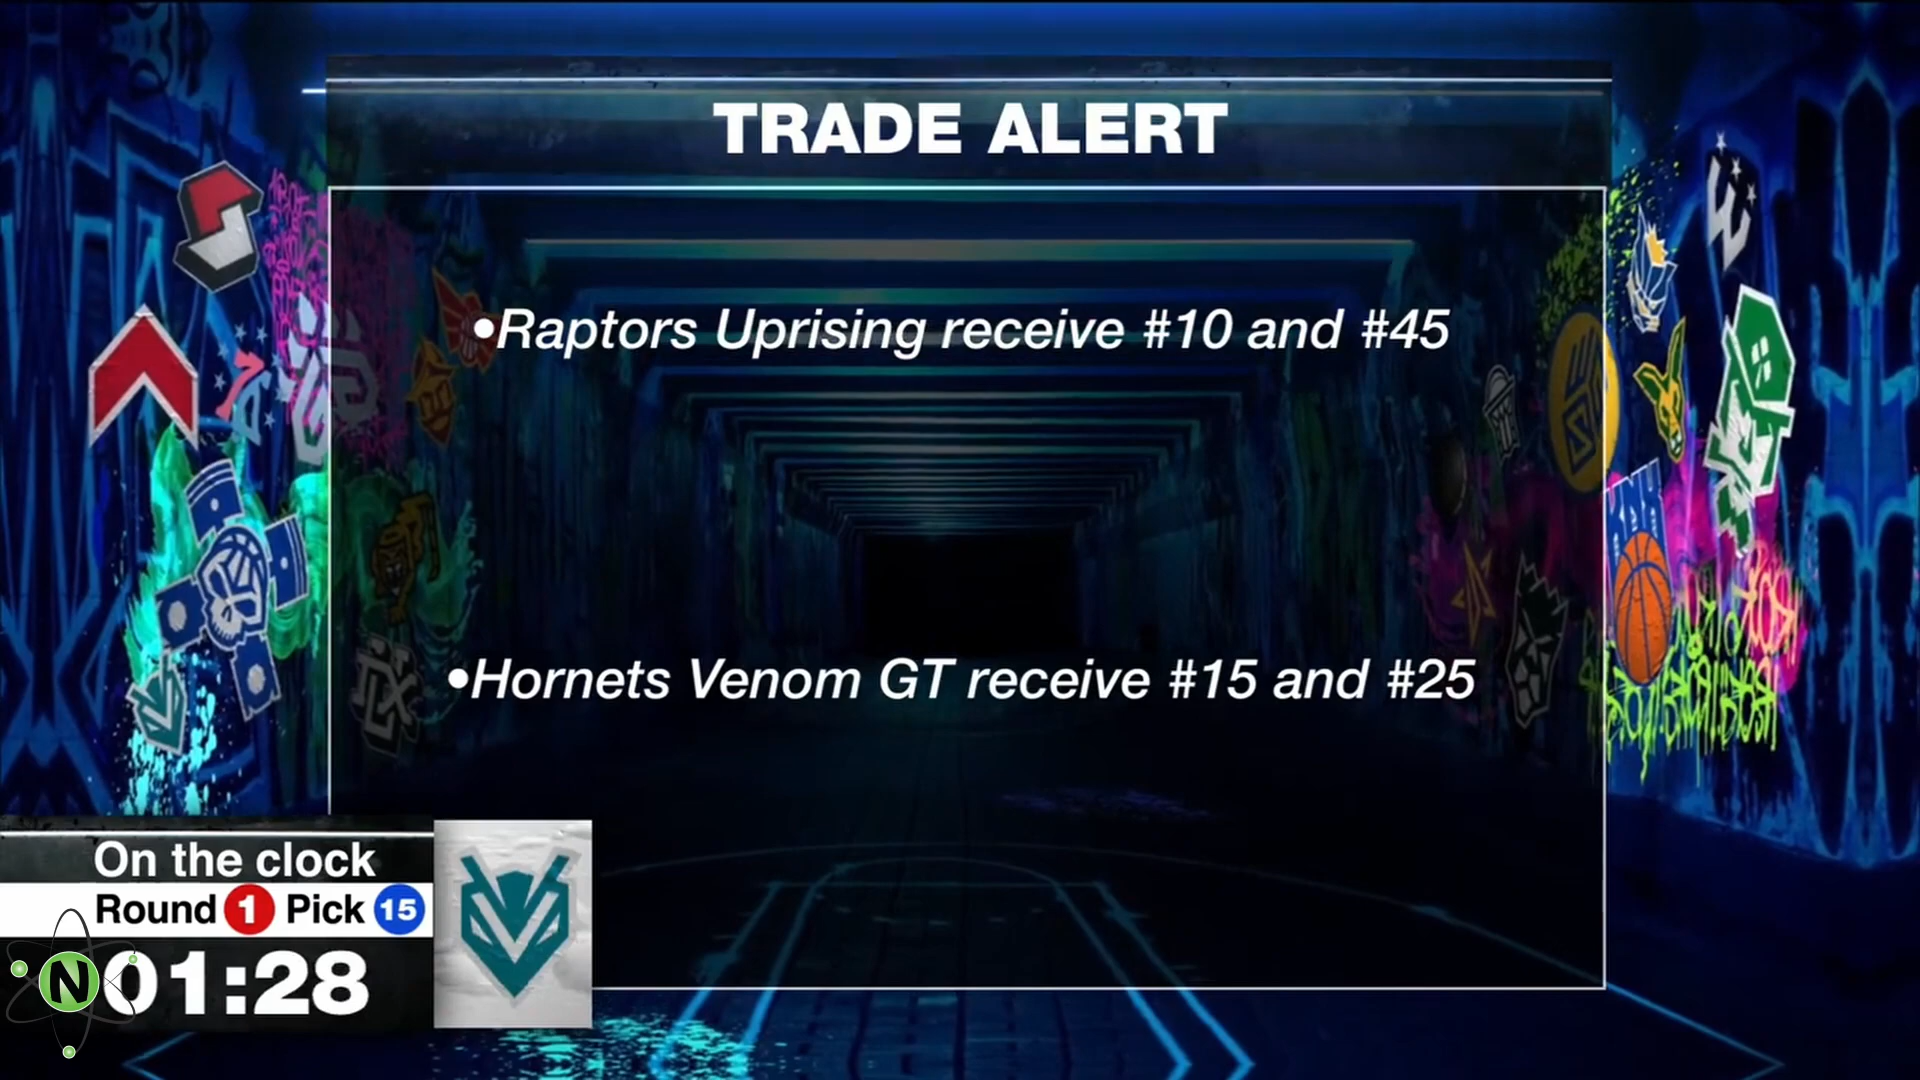 TRADE ALERT
•Raptors Uprising receive #10 and #45
•Hornets Venom GT receive #15 and #25
On the clock
Round 1 Pick 15
N
01:28